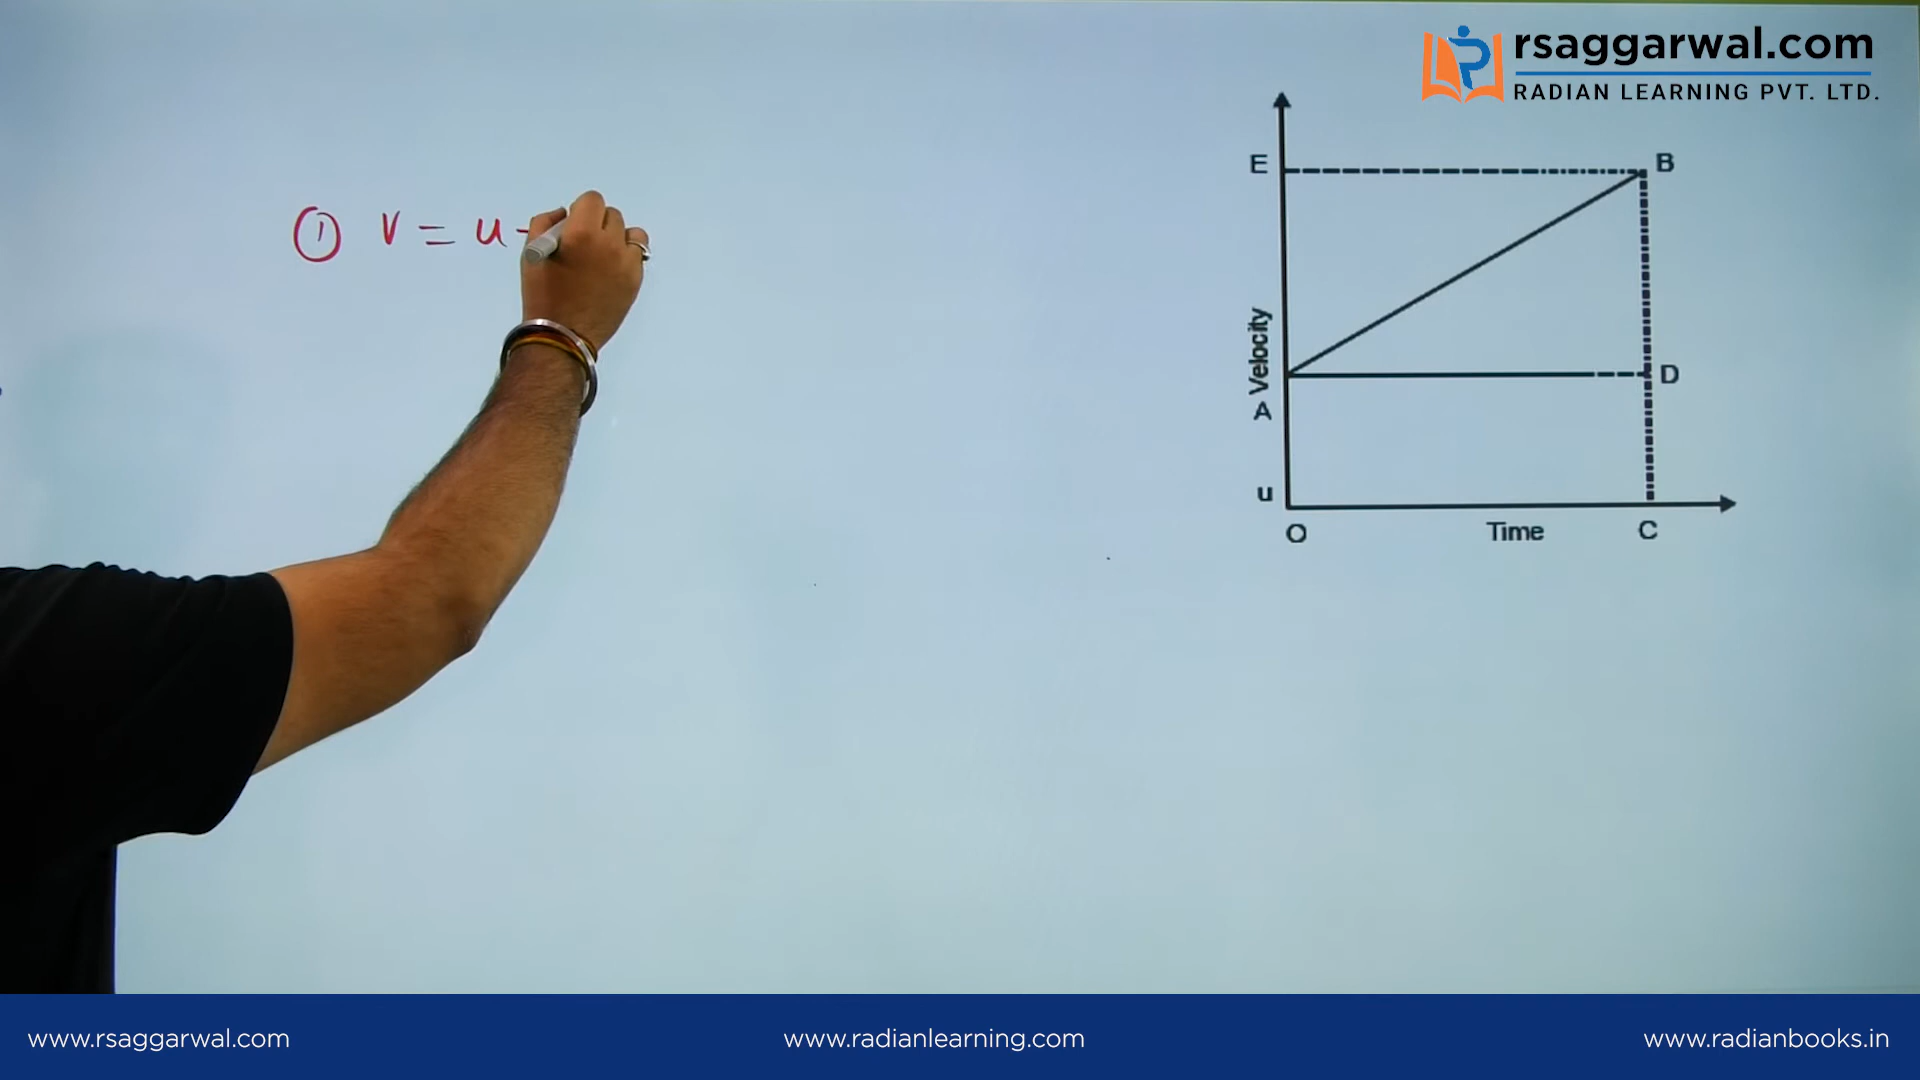 rsaggarwal.com
RADIAN LEARNING PVT. LTD.
① v = u -
E
B
Velocity
D
A
u
O
Time
C
www.rsaggarwal.com
www.radianlearning.com
www.radianbooks.in